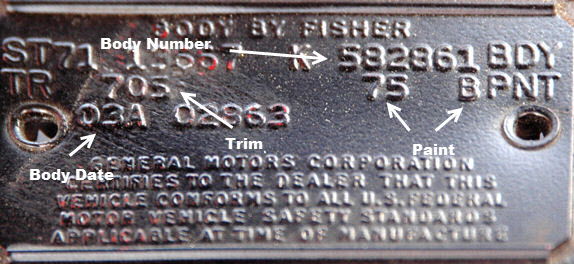 BODY BY FISHER
Body Number
ST71 K 582861 BDY
TR 705 75 B PNT
03A 02963
Trim
Paint
Body Date
GENERAL MOTORS CORPORATION
CERTIFIES TO THE DEALER THAT THIS
VEHICLE CONFORMS TO ALL U.S. FEDERAL
MOTOR VEHICLE SAFETY STANDARDS
APPLICABLE AT TIME OF MANUFACTURE